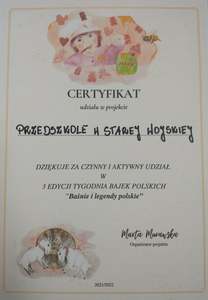 CERTYFIKAT
udziału w projekcie
PRZEDSZKOLE W STAREJ WOJSKIEJ
DZIĘKUJE ZA CZYNNY I AKTYWNY UDZIAŁ
W
3 EDYCJI TYGODNIA BAJEK POLSKICH
"Baśnie i legendy polskie"
Marta Murawska
Organizator projektu
2021/2022